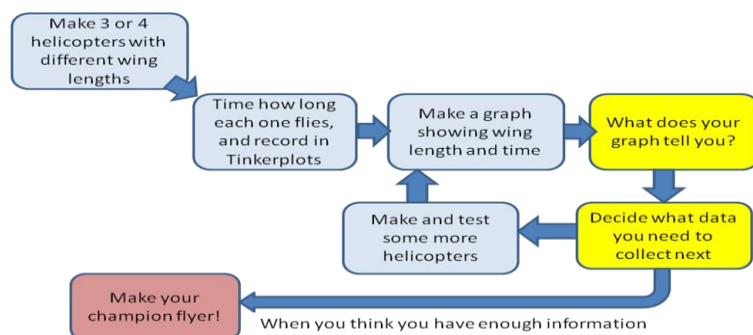 Make 3 or 4
helicopters with
different wing
lengths
Time how long
each one flies,
and record in
Tinkerplots
Make a graph
showing wing
length and time
What does your
graph tell you?
Make and test
some more
helicopters
Decide what data
you need to
collect next
Make your
champion flyer!
When you think you have enough information